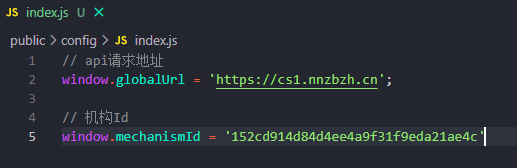 JS index.js U ×
public > config > JS index.js
1 // api请求地址
2 window.globalUrl = 'https://cs1.nnzbzh.cn';
3
4 // 机构Id
5 window.mechanismId = '152cd914d84d4ee4a9f31f9eda21ae4c'